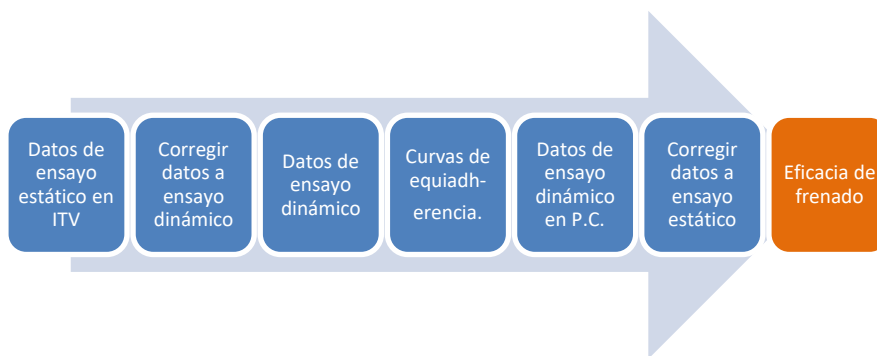 Datos de
ensayo
estático en
ITV
Corregir
datos a
ensayo
dinámico
Datos de
ensayo
dinámico
Curvas de
equiadh-
erencia.
Datos de
ensayo
dinámico
en P.C.
Corregir
datos a
ensayo
estático
Eficacia de
frenado